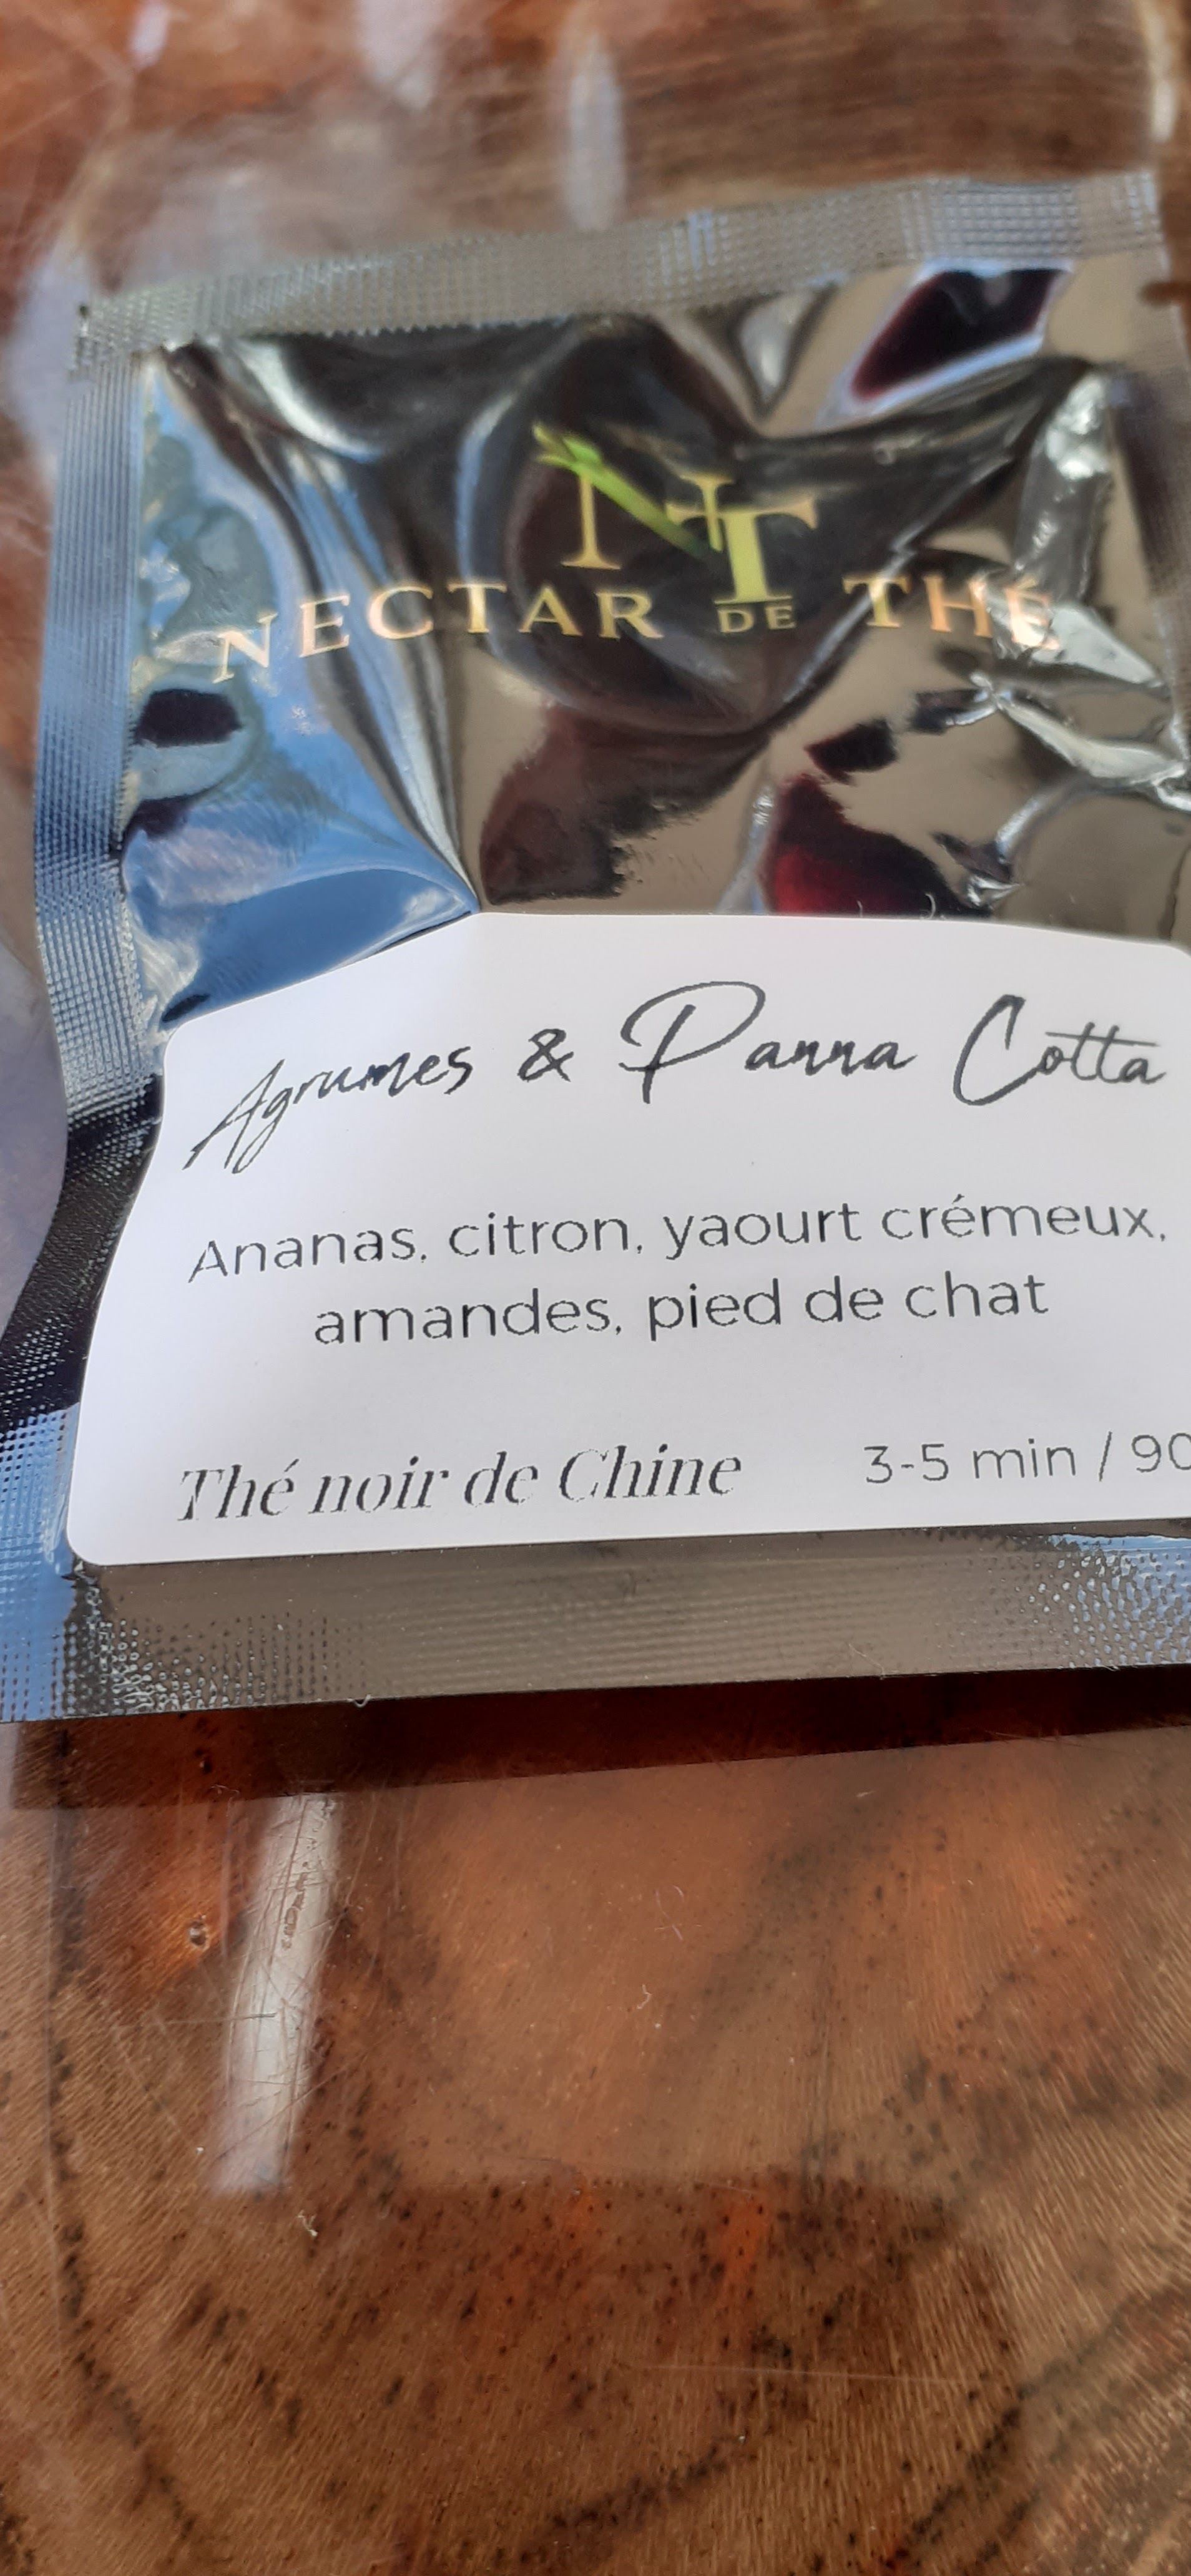 NT
NECTAR DE THÉ
Agrumes & Panna Cotta
Ananas, citron, yaourt crémeux,
amandes, pied de chat
Thé noir de Chine 3-5 min / 90